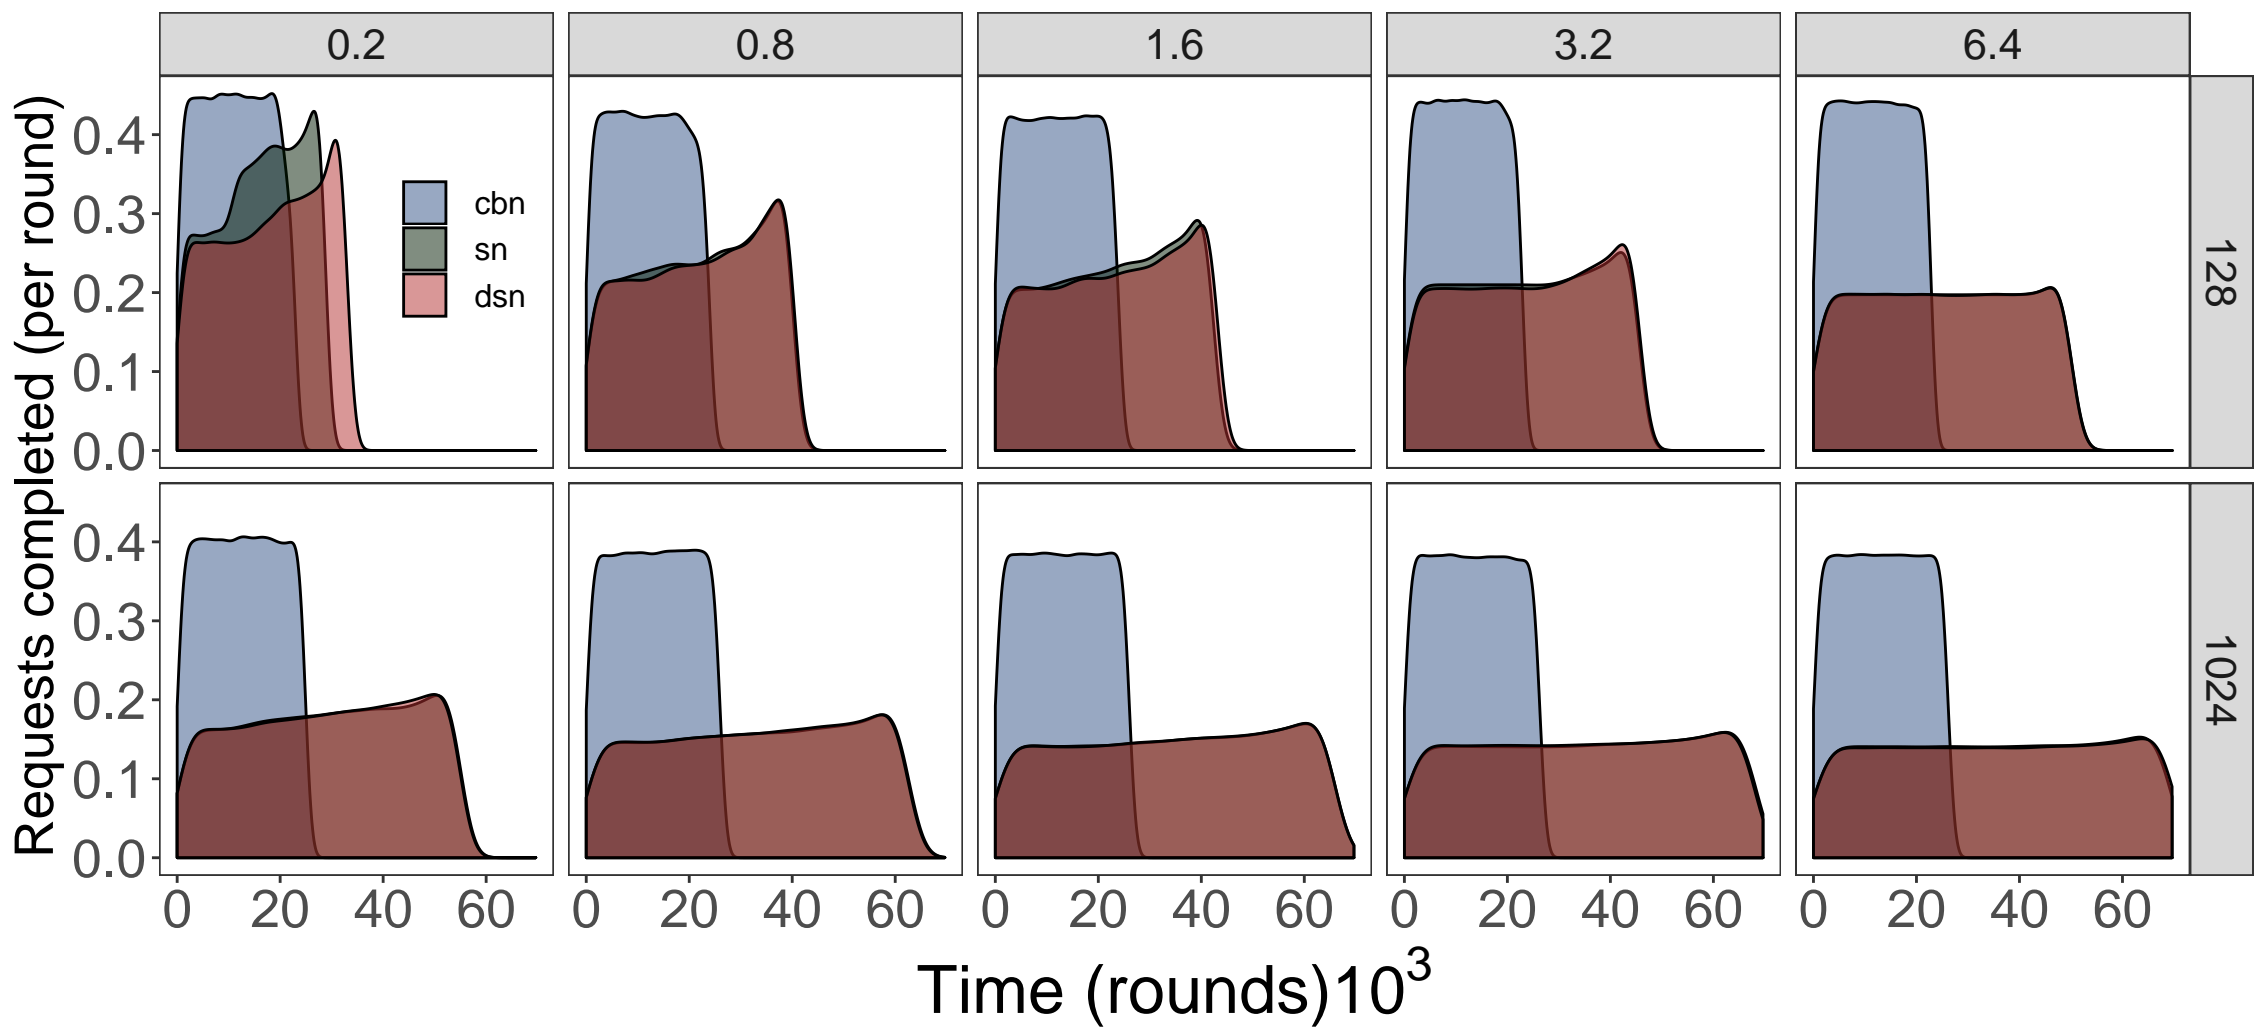 0.2 0.8 1.6 3.2 6.4
Requests completed (per round)
0.4
0.3
0.2
0.1
0.0
cbn
sn
dsn
128
0.4
0.3
0.2
0.1
0.0
1024
0 20 40 60 0 20 40 60 0 20 40 60 0 20 40 60 0 20 40 60
Time (rounds)10³